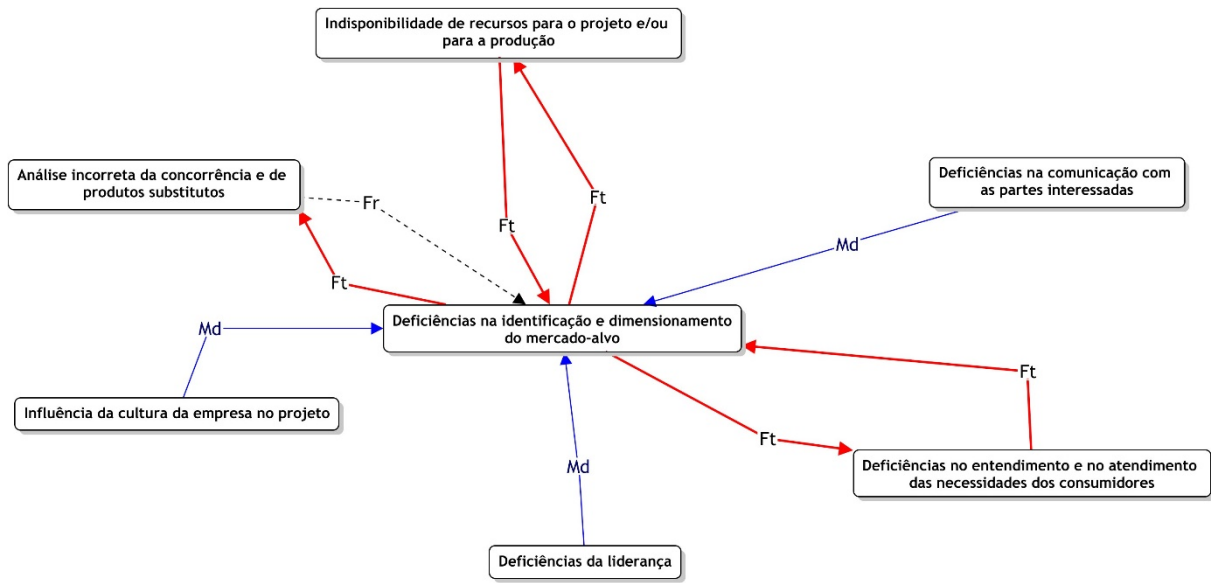 Indisponibilidade de recursos para o projeto e/ou
para a produção
Análise incorreta da concorrência e de
produtos substitutos
Deficiências na comunicação com
as partes interessadas
Fr
Ft
Ft
Ft
Md
Deficiências na identificação e dimensionamento
do mercado-alvo
Md
Ft
Influência da cultura da empresa no projeto
Ft
Md
Deficiências no entendimento e no atendimento
das necessidades dos consumidores
Deficiências da liderança